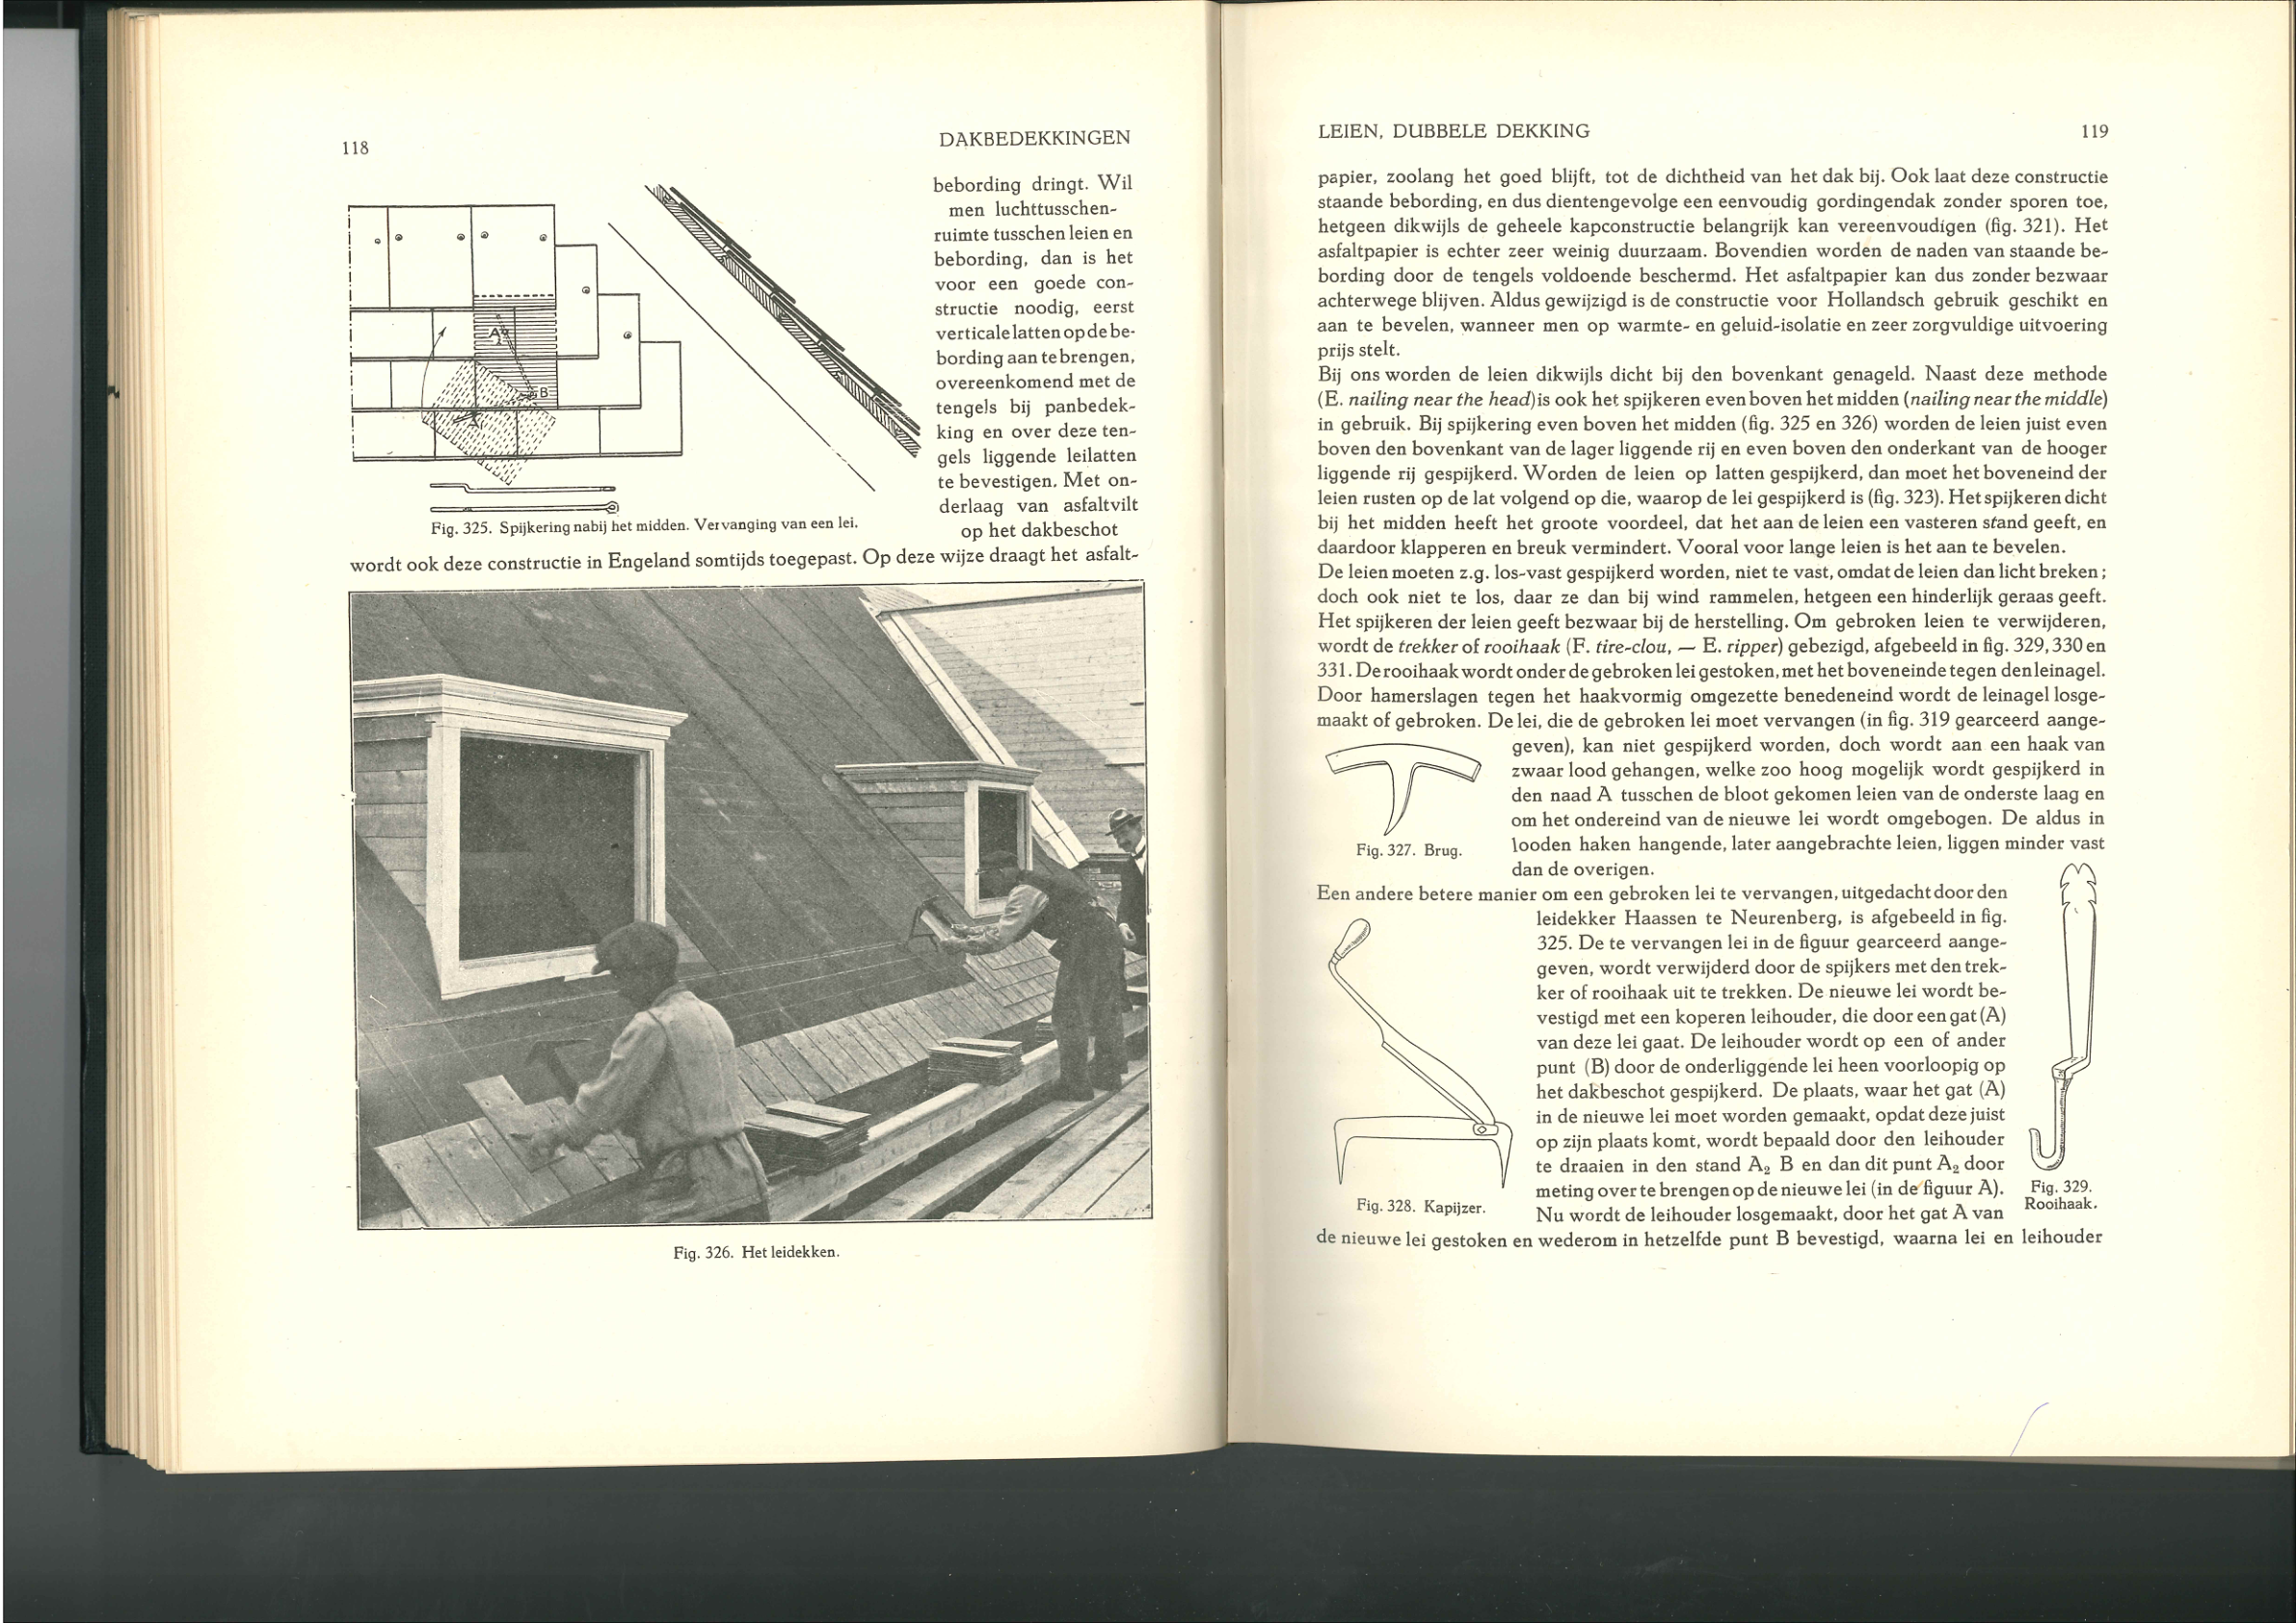 118
DAKBEDEKKINGEN
A
2
B
A
Fig. 325. Spijkering nabij het midden. Vervanging van een lei.
bebording dringt. Wil
men luchttusschen-
ruimte tusschen leien en
bebording, dan is het
voor een goede con-
structie noodig, eerst
verticale latten op de be-
bording aan te brengen,
overeenkomend met de
tengels bij panbedek-
king en over deze ten-
gels liggende leilatten
te bevestigen. Met on-
derlaag van asfaltvilt
op het dakbeschot
wordt ook deze constructie in Engeland somtijds toegepast. Op deze wijze draagt het asfalt-
Fig. 326. Het leidekken.
LEIEN, DUBBELE DEKKING
119
papier, zoolang het goed blijft, tot de dichtheid van het dak bij. Ook laat deze constructie
staande bebording, en dus dientengevolge een eenvoudig gordingendak zonder sporen toe,
hetgeen dikwijls de geheele kapconstructie belangrijk kan vereenvoudigen (fig. 321). Het
asfaltpapier is echter zeer weinig duurzaam. Bovendien worden de naden van staande be-
bording door de tengels voldoende beschermd. Het asfaltpapier kan dus zonder bezwaar
achterwege blijven. Aldus gewijzigd is de constructie voor Hollandsch gebruik geschikt en
aan te bevelen, wanneer men op warmte- en geluid-isolatie en zeer zorgvuldige uitvoering
prijs stelt.
Bij ons worden de leien dikwijls dicht bij den bovenkant genageld. Naast deze methode
(E. nailing near the head) is ook het spijkeren even boven het midden (nailing near the middle)
in gebruik. Bij spijkering even boven het midden (fig. 325 en 326) worden de leien juist even
boven den bovenkant van de lager liggende rij en even boven den onderkant van de hooger
liggende rij gespijkerd. Worden de leien op latten gespijkerd, dan moet het boveneind der
leien rusten op de lat volgend op die, waarop de lei gespijkerd is (fig. 323). Het spijkeren dicht
bij het midden heeft het groote voordeel, dat het aan de leien een vasteren stand geeft, en
daardoor klapperen en breuk vermindert. Vooral voor lange leien is het aan te bevelen.
De leien moeten z.g. los-vast gespijkerd worden, niet te vast, omdat de leien dan licht breken;
doch ook niet te los, daar ze dan bij wind rammelen, hetgeen een hinderlijk geraas geeft.
Het spijkeren der leien geeft bezwaar bij de herstelling. Om gebroken leien te verwijderen,
wordt de trekker of rooihaak (F. tire-clou, — E. ripper) gebezigd, afgebeeld in fig. 329, 330 en
331. De rooihaak wordt onder de gebroken lei gestoken, met het boveneinde tegen den leinagel.
Door hamerslagen tegen het haakvormig omgezette benedeneind wordt de leinagel losge-
maakt of gebroken. De lei, die de gebroken lei moet vervangen (in fig. 319 gearceerd aange-
geven), kan niet gespijkerd worden, doch wordt aan een haak van
zwaar lood gehangen, welke zoo hoog mogelijk wordt gespijkerd in
den naad A tusschen de bloot gekomen leien van de onderste laag en
om het ondereind van de nieuwe lei wordt omgebogen. De aldus in
looden haken hangende, later aangebrachte leien, liggen minder vast
dan de overigen.
Fig. 327. Brug.
Een andere betere manier om een gebroken lei te vervangen, uitgedacht door den
leidekker Haassen te Neurenberg, is afgebeeld in fig.
325. De te vervangen lei in de figuur gearceerd aange-
geven, wordt verwijderd door de spijkers met den trek-
ker of rooihaak uit te trekken. De nieuwe lei wordt be-
vestigd met een koperen leihouder, die door een gat (A)
van deze lei gaat. De leihouder wordt op een of ander
punt (B) door de onderliggende lei heen voorloopig op
het dakbeschot gespijkerd. De plaats, waar het gat (A)
in de nieuwe lei moet worden gemaakt, opdat deze juist
op zijn plaats komt, wordt bepaald door den leihouder
te draaien in den stand A₂ B en dan dit punt A₂ door
meting over te brengen op de nieuwe lei (in de figuur A).
Nu wordt de leihouder losgemaakt, door het gat A van
de nieuwe lei gestoken en wederom in hetzelfde punt B bevestigd, waarna lei en leihouder
Fig. 328. Kapijzer.
Fig. 329.
Rooihaak.